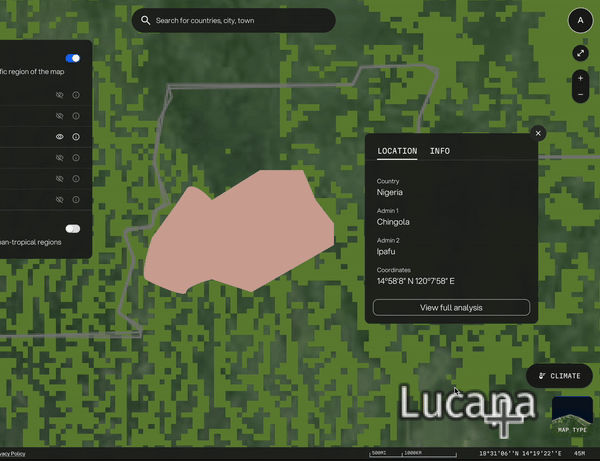 Search for countries, city, town
A
fic region of the map
LOCATION INFO
Country
Nigeria
Admin 1
Chingola
Admin 2
Ipafu
Coordinates
14°58'8" N 120°7'58" E
View full analysis
an-tropical regions
CLIMATE
Lucana
MAP TYPE
vacy Policy
500MI 1000KM 18°31'06''N 14°19'22''E 45M